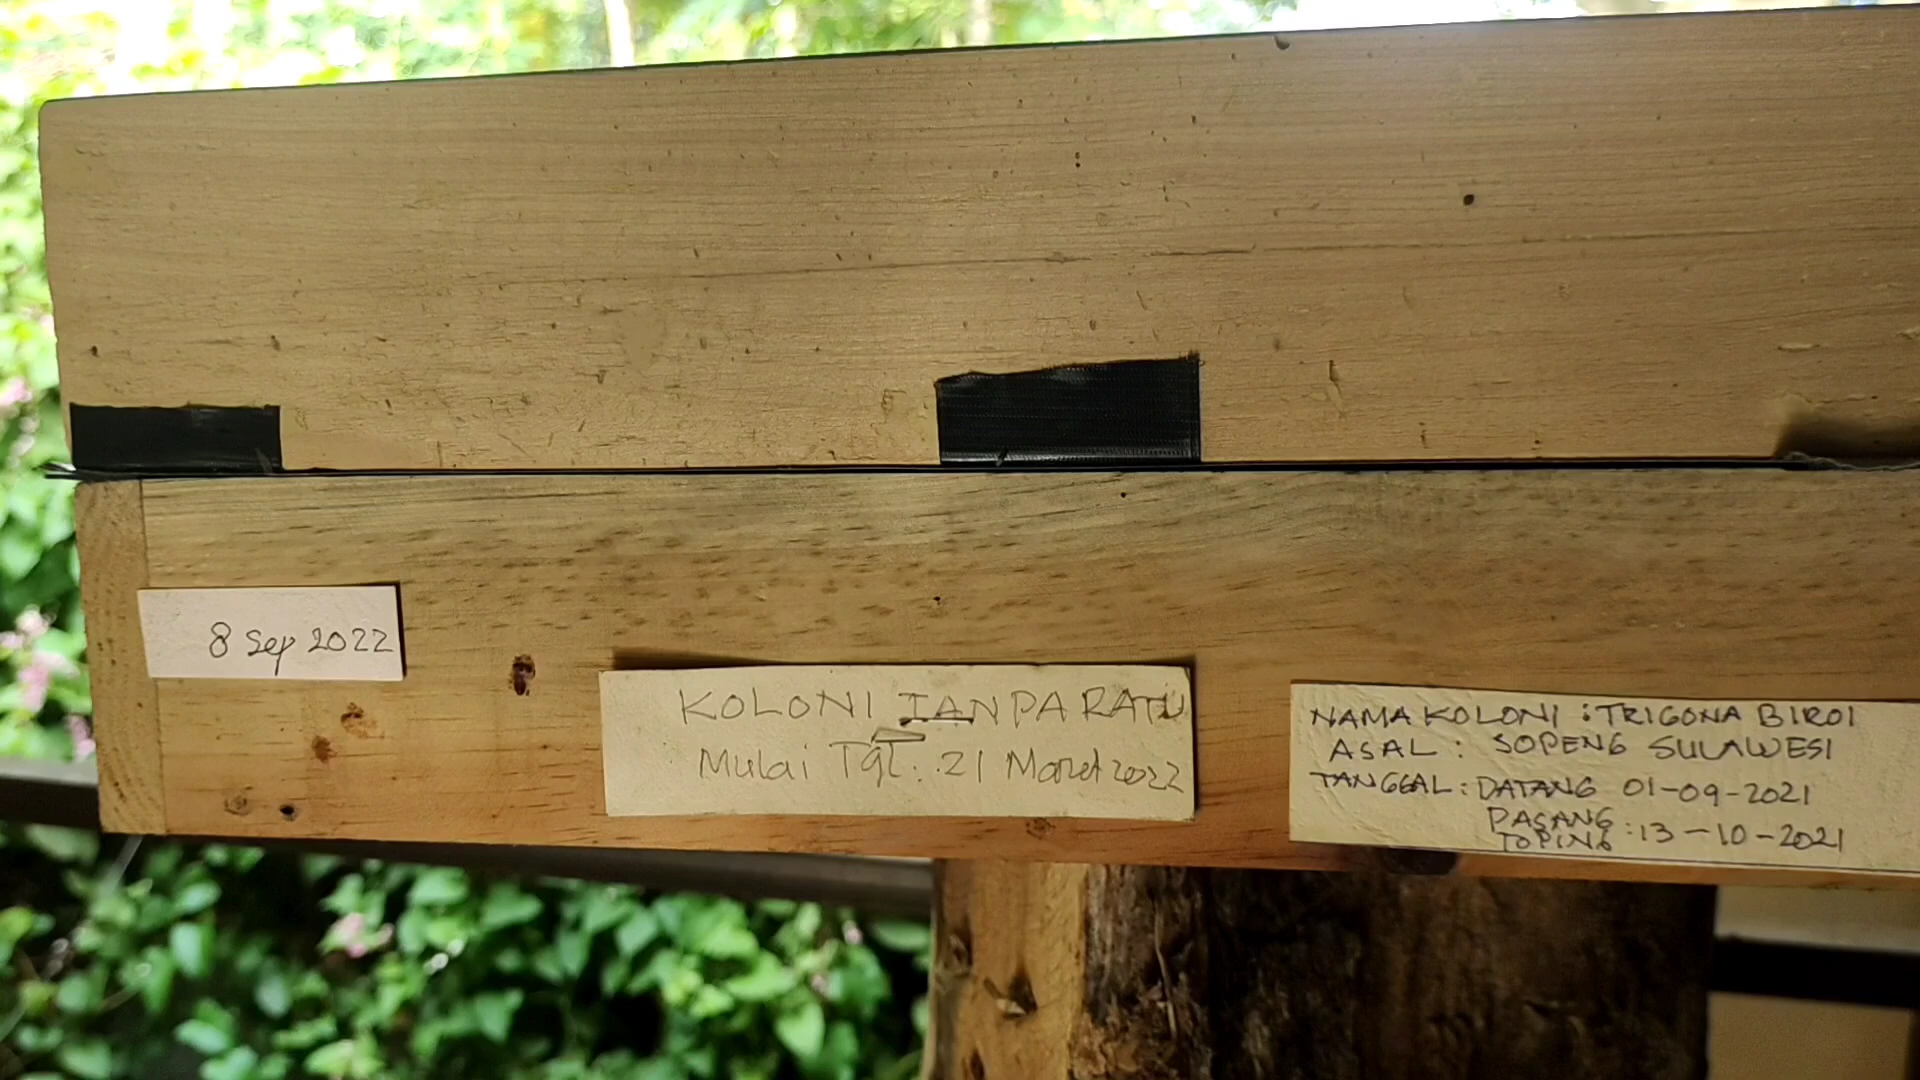 8 Sep 2022
KOLONI TANPA RATU
Mulai Tgl : 21 Maret 2022
NAMA KOLONI : TRIGONA BIROI
ASAL : SOPENG SULAWESI
TANGGAL : DATANG 01-09-2021
PASANG
TOPING : 13-10-2021